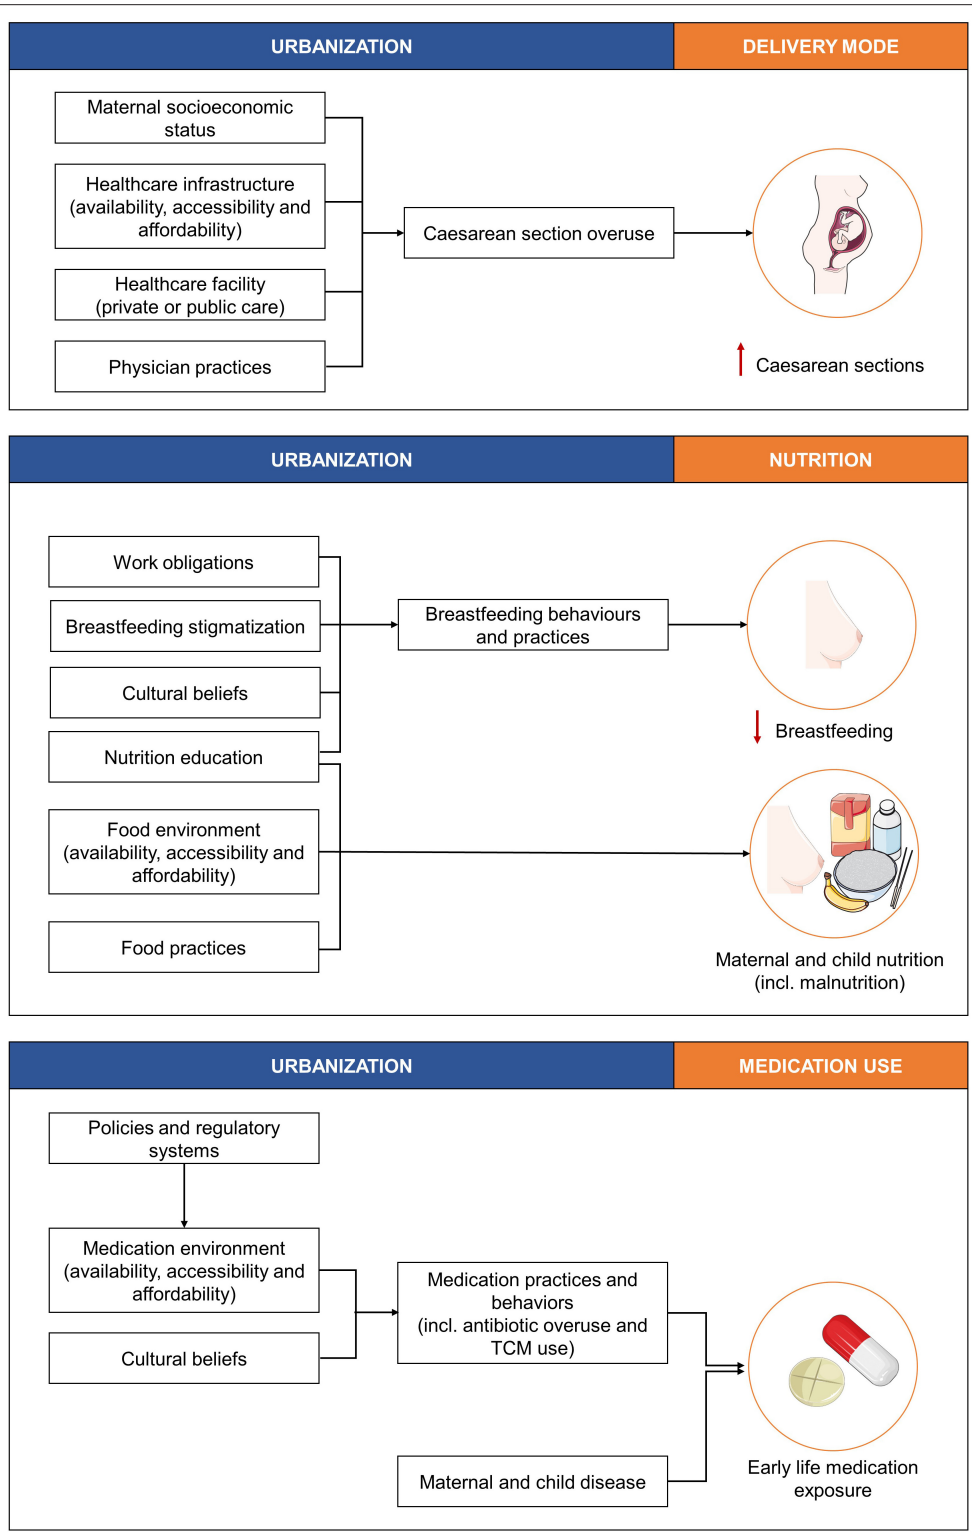 URBANIZATION
DELIVERY MODE
Maternal socioeconomic
status
Healthcare infrastructure
(availability, accessibility and
affordability)
Healthcare facility
(private or public care)
Physician practices
Caesarean section overuse
Caesarean sections
URBANIZATION
NUTRITION
Work obligations
Breastfeeding stigmatization
Cultural beliefs
Nutrition education
Food environment
(availability, accessibility and
affordability)
Food practices
Breastfeeding behaviours
and practices
Breastfeeding
Maternal and child nutrition
(incl. malnutrition)
URBANIZATION
MEDICATION USE
Policies and regulatory
systems
Medication environment
(availability, accessibility and
affordability)
Cultural beliefs
Medication practices and
behaviors
(incl. antibiotic overuse and
TCM use)
Maternal and child disease
Early life medication
exposure